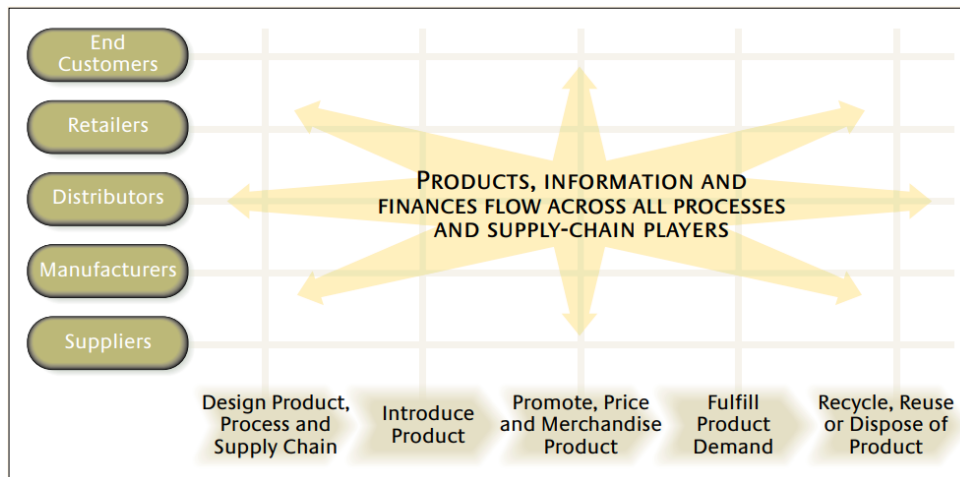 End
Customers
Retailers
Distributors
Manufacturers
Suppliers
PRODUCTS, INFORMATION AND
FINANCES FLOW ACROSS ALL PROCESSES
AND SUPPLY-CHAIN PLAYERS
Design Product,
Process and
Supply Chain
Introduce
Product
Promote, Price
and Merchandise
Product
Fulfill
Product
Demand
Recycle, Reuse
or Dispose of
Product